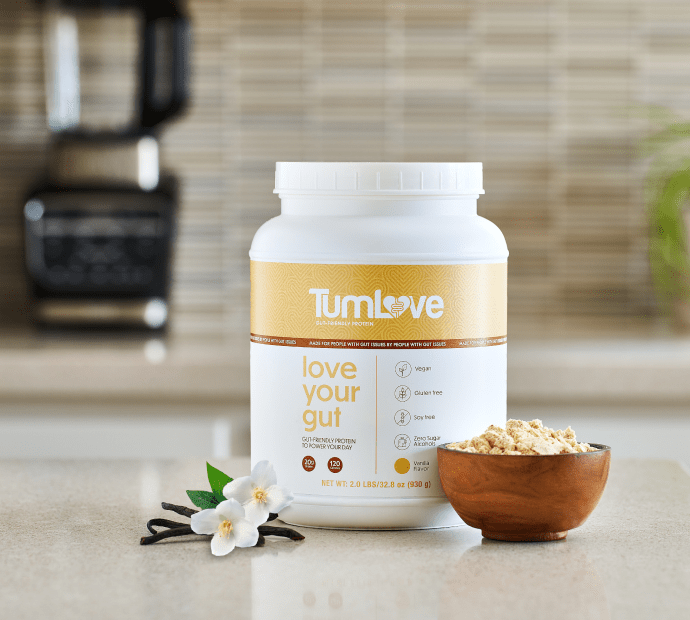 TumLove
GUT-FRIENDLY PROTEIN
MADE FOR PEOPLE WITH GUT ISSUES BY PEOPLE WITH GUT ISSUES
love
your
gut
GUT-FRIENDLY PROTEIN
TO POWER YOUR DAY
20g
120
Vegan
Gluten free
Soy free
Zero Sugar
Alcohols
Vanilla
Flavor
NET WT: 2.0 LBS/32.8 oz (930 g)